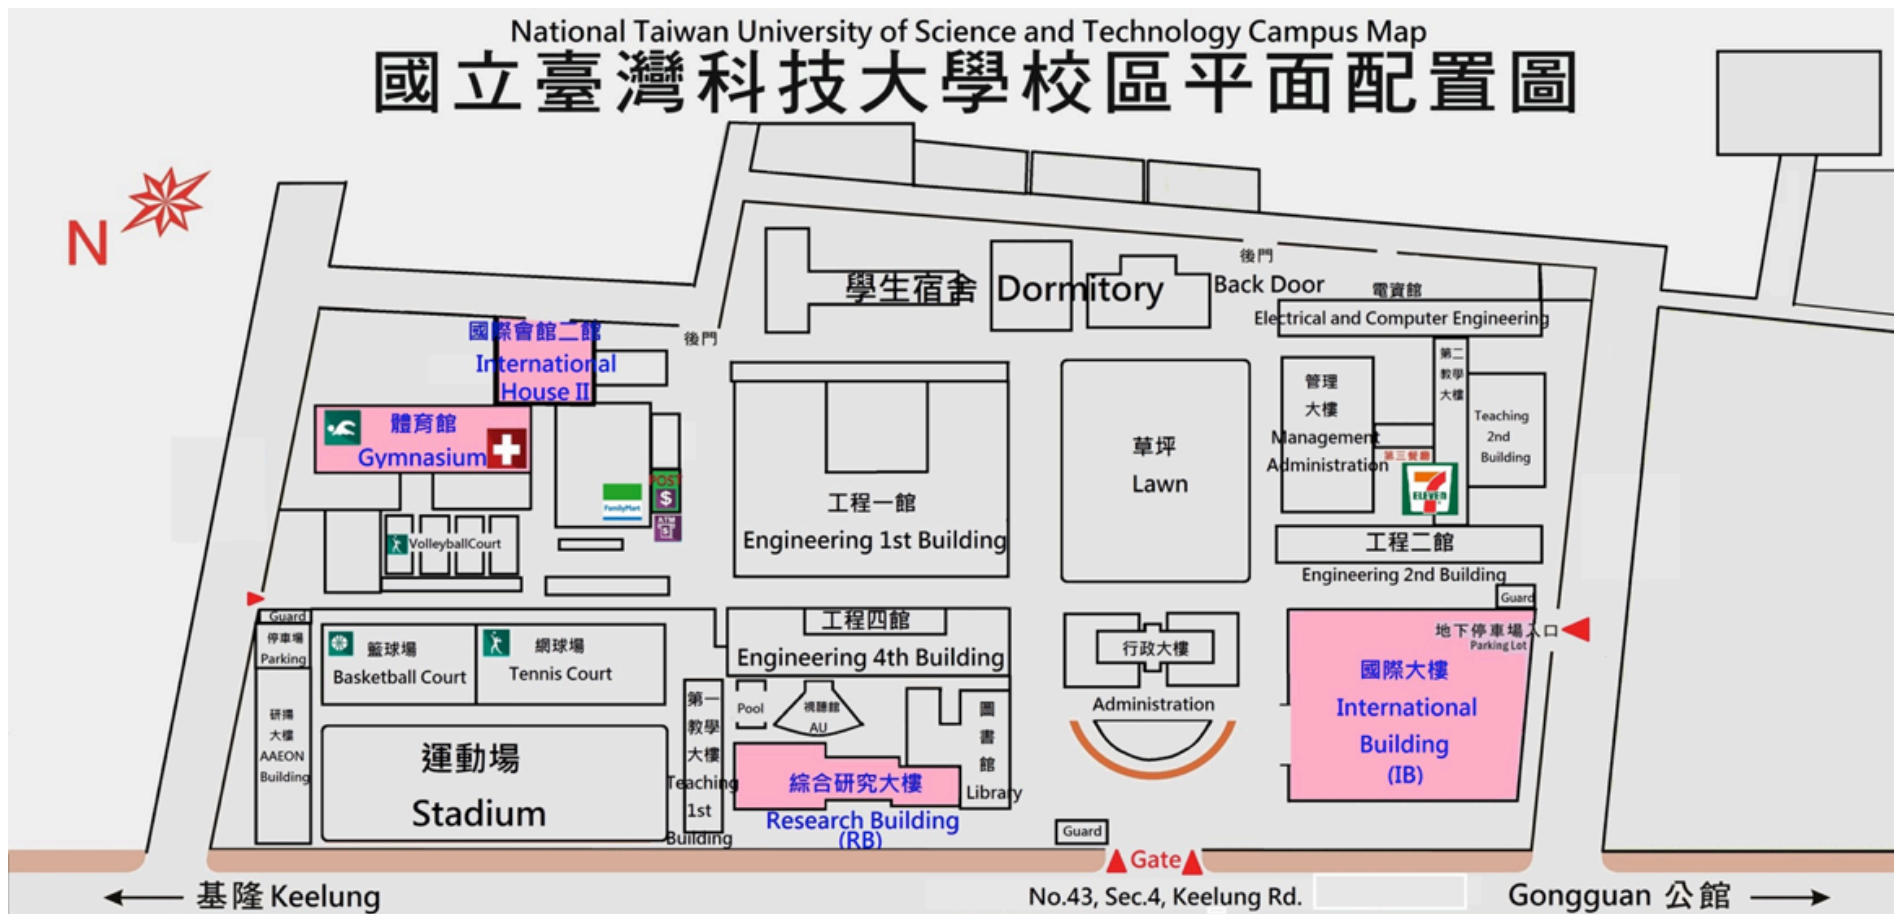 National Taiwan University of Science and Technology Campus Map
國立臺灣科技大學校區平面配置圖
N
後門
Back Door
學生宿舍 Dormitory
電資館
Electrical and Computer Engineering
國際會館二館
International
House II
後門
體育館
Gymnasium
管理
大樓
Management
Administration
第二
教學
大樓
Teaching
2nd
Building
第三餐廳
7
ELEVEN
草坪
Lawn
POST
$
FamilyMart
ATM
$
工程一館
Engineering 1st Building
VolleyballCourt
工程二館
Engineering 2nd Building
Guard
Guard
停車場
Parking
籃球場
Basketball Court
網球場
Tennis Court
工程四館
Engineering 4th Building
行政大樓
Administration
地下停車場入口
Parking Lot
國際大樓
International
Building
(IB)
研揚
大樓
AAEON
Building
運動場
Stadium
第一
教學
大樓
Teaching
1st
Building
Pool
視聽館
AU
圖
書
館
Library
綜合研究大樓
Research Building
(RB)
Guard
Gate
基隆 Keelung
No.43, Sec.4, Keelung Rd.
Gongguan 公館